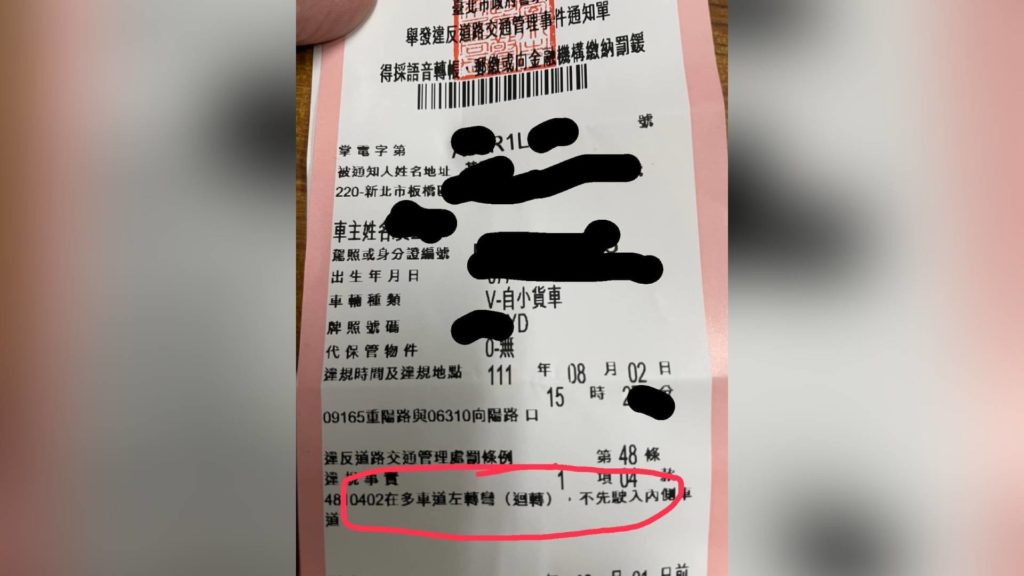 臺北市政府警察
舉發違反道路交通管理事件通知單
得採語音轉帳、郵繳或向金融機構繳納罰鍰
掌電字第 R1L 號
被通知人姓名地址
220-新北市板橋
車主姓名
駕照或身分證編號
出生年月日
車輛種類 V-自小貨車
牌照號碼 YD
代保管物件 0-無
違規時間及違規地點 111 年 08 月 02 日
15 時 分
09165重陽路與06310向陽路口
違反道路交通管理處罰條例 第 48 條
違規事實 1 項 04 款
4810402在多車道左轉彎（迴轉），不先駛入內側車
道